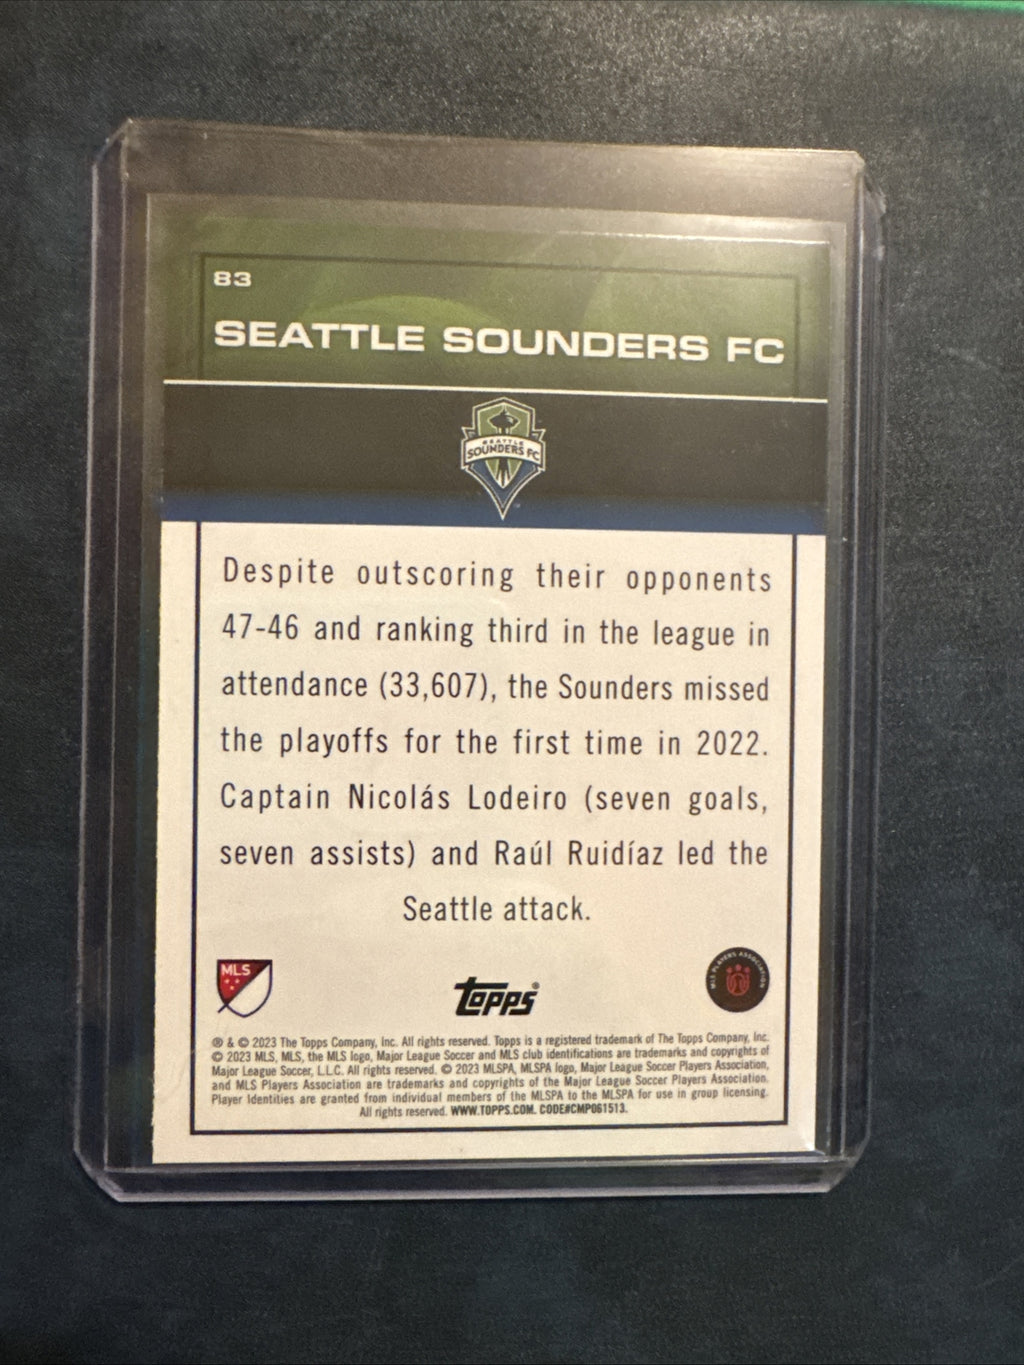 83
SEATTLE SOUNDERS FC
SEATTLE
SOUNDERS FC
Despite outscoring their opponents
47-46 and ranking third in the league in
attendance (33,607), the Sounders missed
the playoffs for the first time in 2022.
Captain Nicolás Lodeiro (seven goals,
seven assists) and Raúl Ruidíaz led the
Seattle attack.
MLS
Topps®
MLS PLAYERS ASSOCIATION
® & © 2023 The Topps Company, Inc. All rights reserved. Topps is a registered trademark of The Topps Company, Inc.
© 2023 MLS, MLS, the MLS logo, Major League Soccer and MLS club identifications are trademarks and copyrights of
Major League Soccer, L.L.C. All rights reserved. © 2023 MLSPA, MLSPA logo, Major League Soccer Players Association,
and MLS Players Association are trademarks and copyrights of the Major League Soccer Players Association.
Player Identities are granted from individual members of the MLSPA to the MLSPA for use in group licensing.
All rights reserved. WWW.TOPPS.COM. CODE#CMP061513.